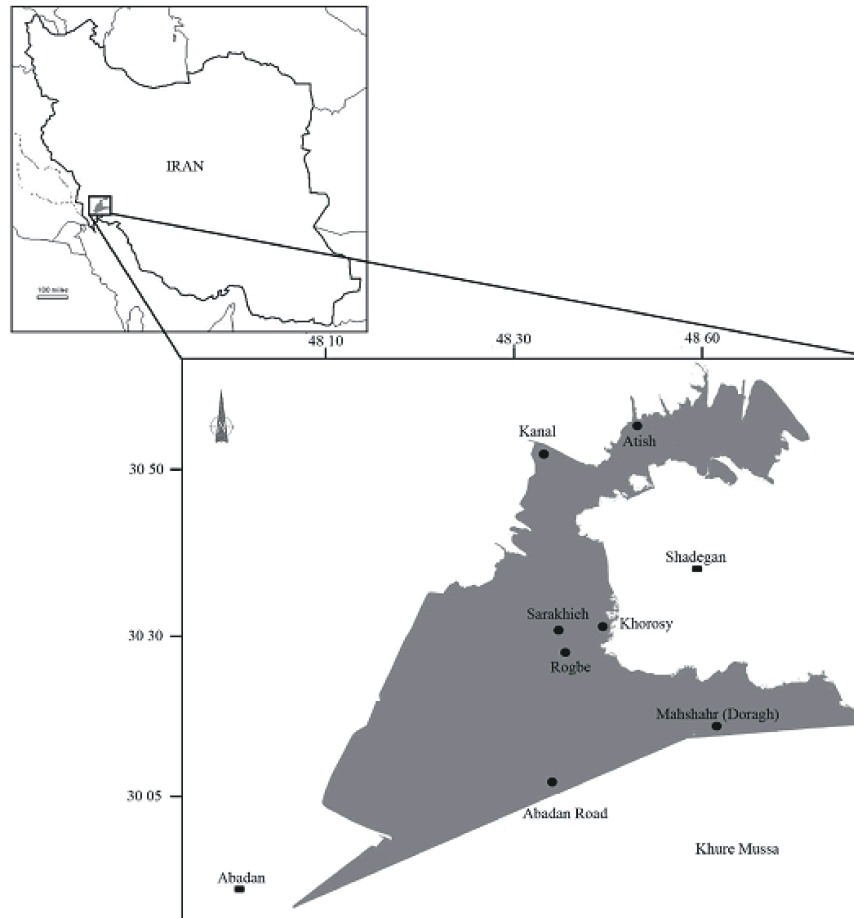 IRAN
100 miles
48 10
48 30
48 60
Kanal
Atish
30 50
Shadegan
Sarakhieh
Khorosy
30 30
Rogbe
Mahshahr (Doragh)
30 05
Abadan Road
Khure Mussa
Abadan